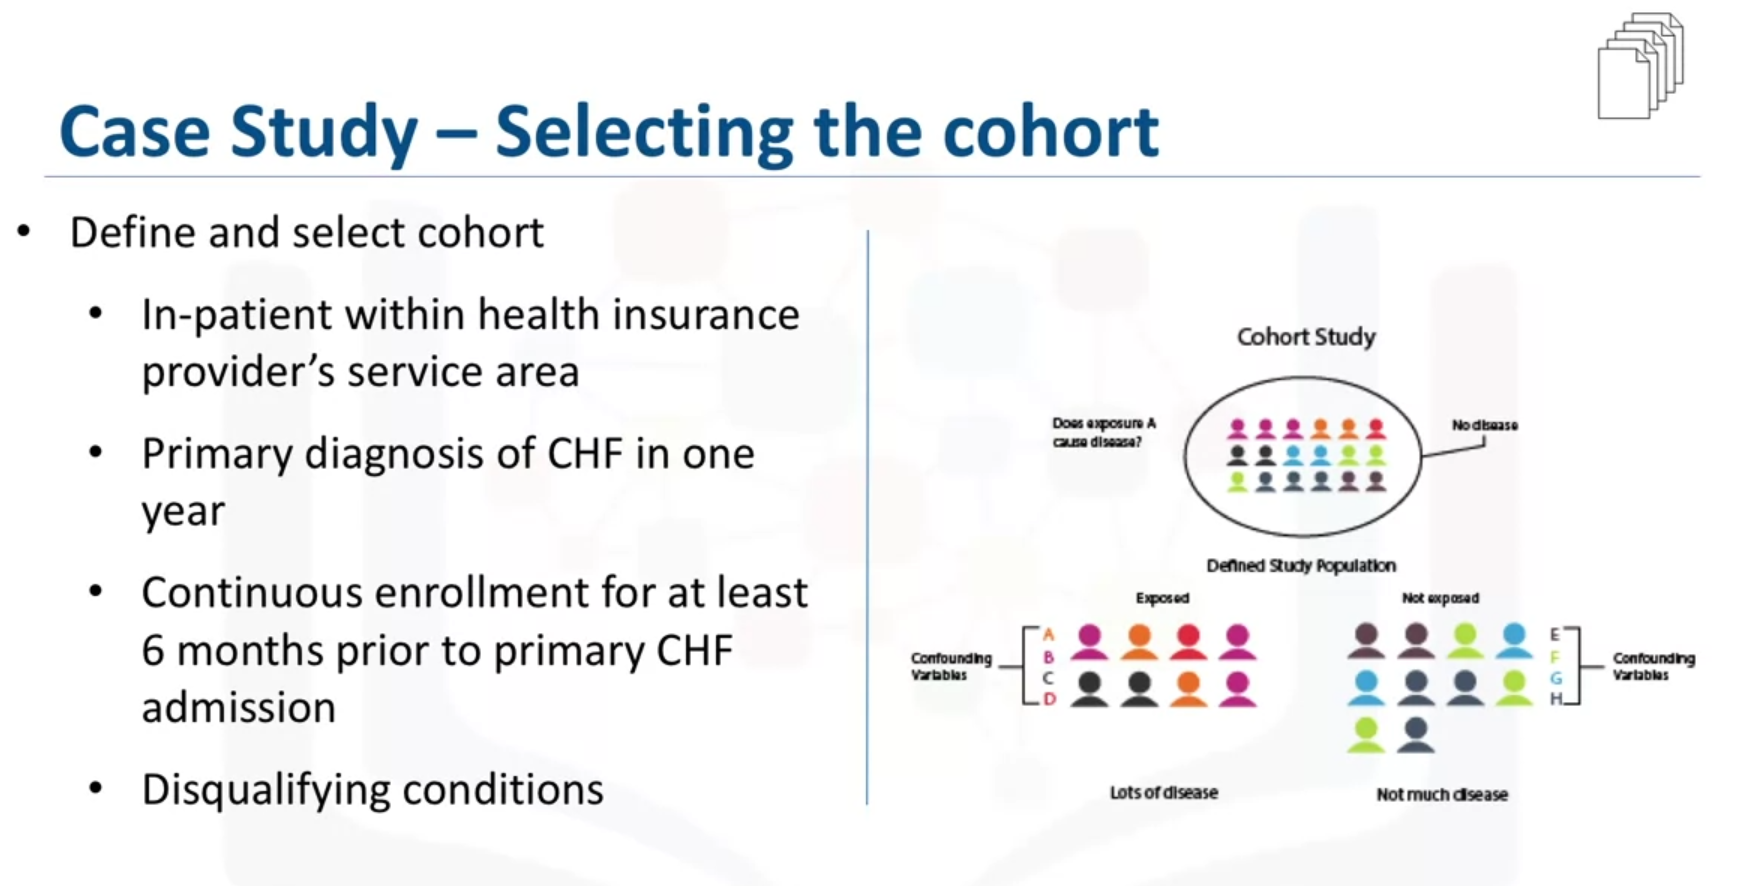 Case Study – Selecting the cohort
• Define and select cohort
• In-patient within health insurance
provider’s service area
• Primary diagnosis of CHF in one
year
• Continuous enrollment for at least
6 months prior to primary CHF
admission
• Disqualifying conditions
Cohort Study
Does exposure A
cause disease?
No disease
Defined Study Population
Exposed
Not exposed
Confounding
Variables
A
B
C
D
E
F
G
H
Confounding
Variables
Lots of disease
Not much disease